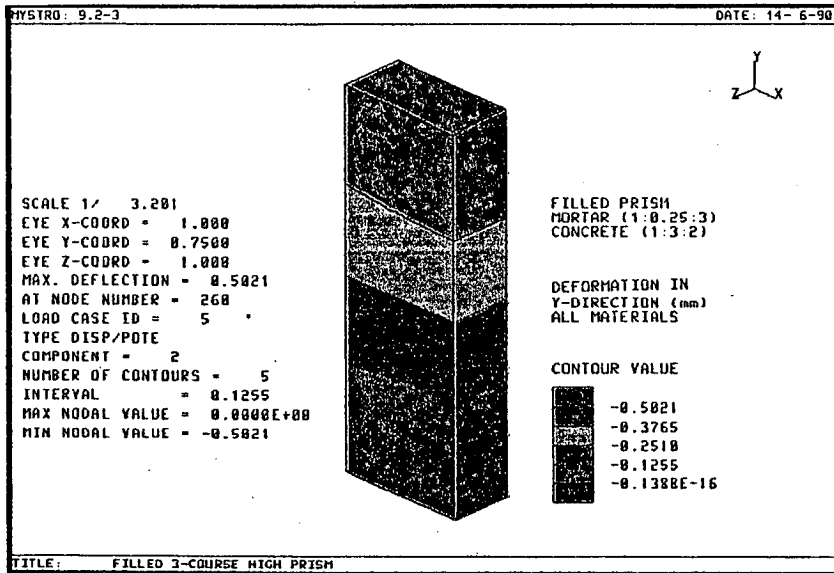 MYSTRO: 9.2-3
DATE: 14- 6-90
Y
Z X
SCALE 1/ 3.201
EYE X-COORD = 1.000
EYE Y-COORD = 0.7500
EYE Z-COORD = 1.000
MAX. DEFLECTION = 0.5021
AT NODE NUMBER = 260
LOAD CASE ID = 5
TYPE DISP/POTE
COMPONENT = 2
NUMBER OF CONTOURS = 5
INTERVAL = 0.1255
MAX NODAL VALUE = 0.0000E+00
MIN NODAL VALUE = -0.5021
FILLED PRISM
MORTAR (1:0.25:3)
CONCRETE (1:3:2)
DEFORMATION IN
Y-DIRECTION (mm)
ALL MATERIALS
CONTOUR VALUE
-0.5021
-0.3765
-0.2510
-0.1255
-0.1388E-16
TITLE: FILLED 3-COURSE HIGH PRISM